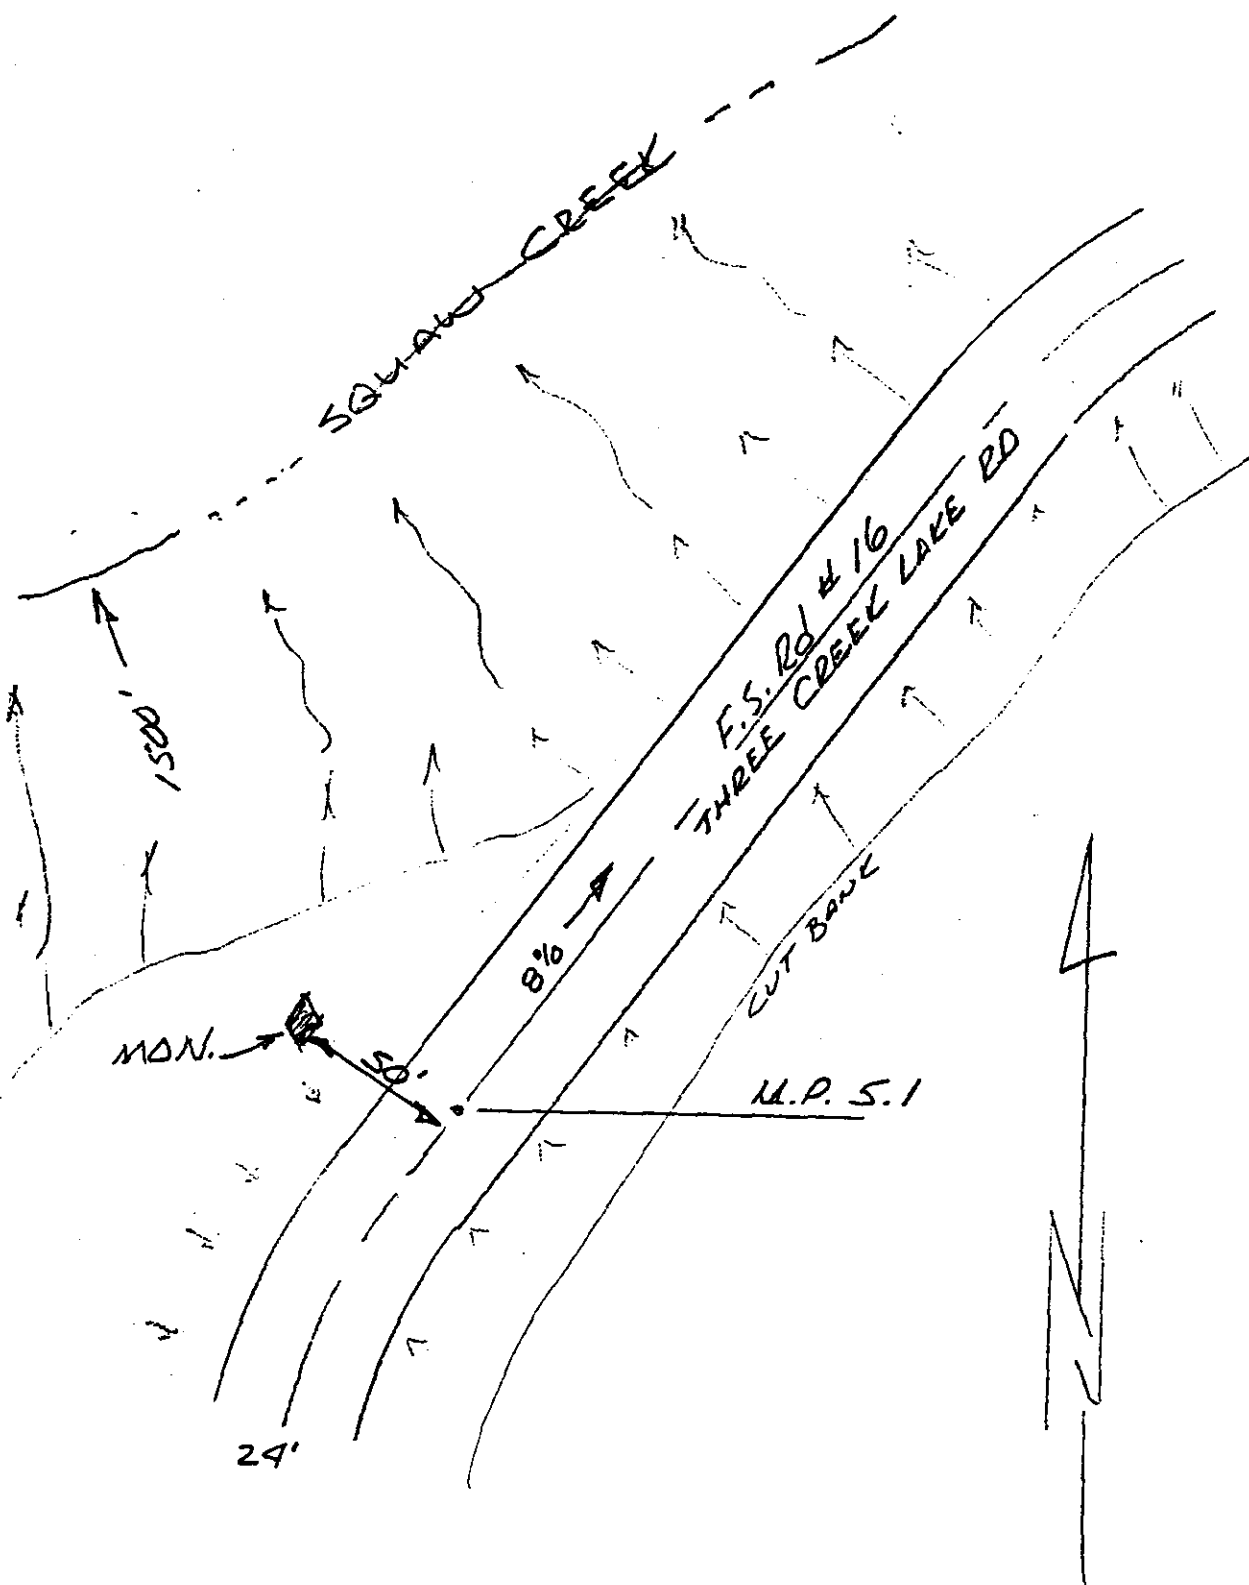 SQUAW CREEK
1500'
F.S. Rd # 16
THREE CREEK LAKE RD
8%
CUT BANK
MON.
50'
M.P. 5.1
24'
N